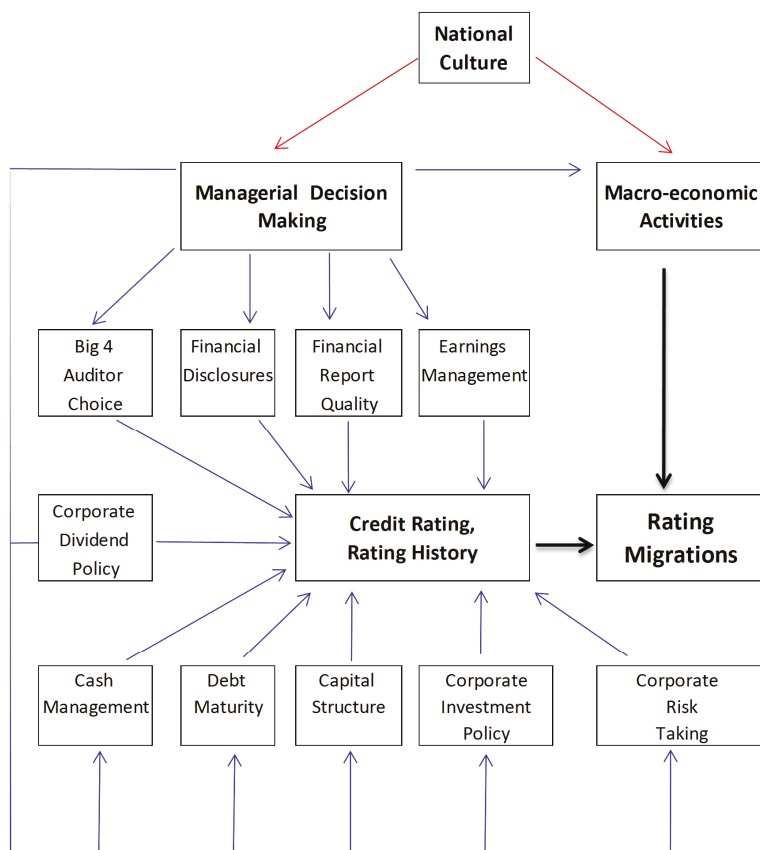 National
Culture
Managerial Decision
Making
Macro-economic
Activities
Big 4
Auditor
Choice
Financial
Disclosures
Financial
Report
Quality
Earnings
Management
Corporate
Dividend
Policy
Credit Rating,
Rating History
Rating
Migrations
Cash
Management
Debt
Maturity
Capital
Structure
Corporate
Investment
Policy
Corporate
Risk
Taking